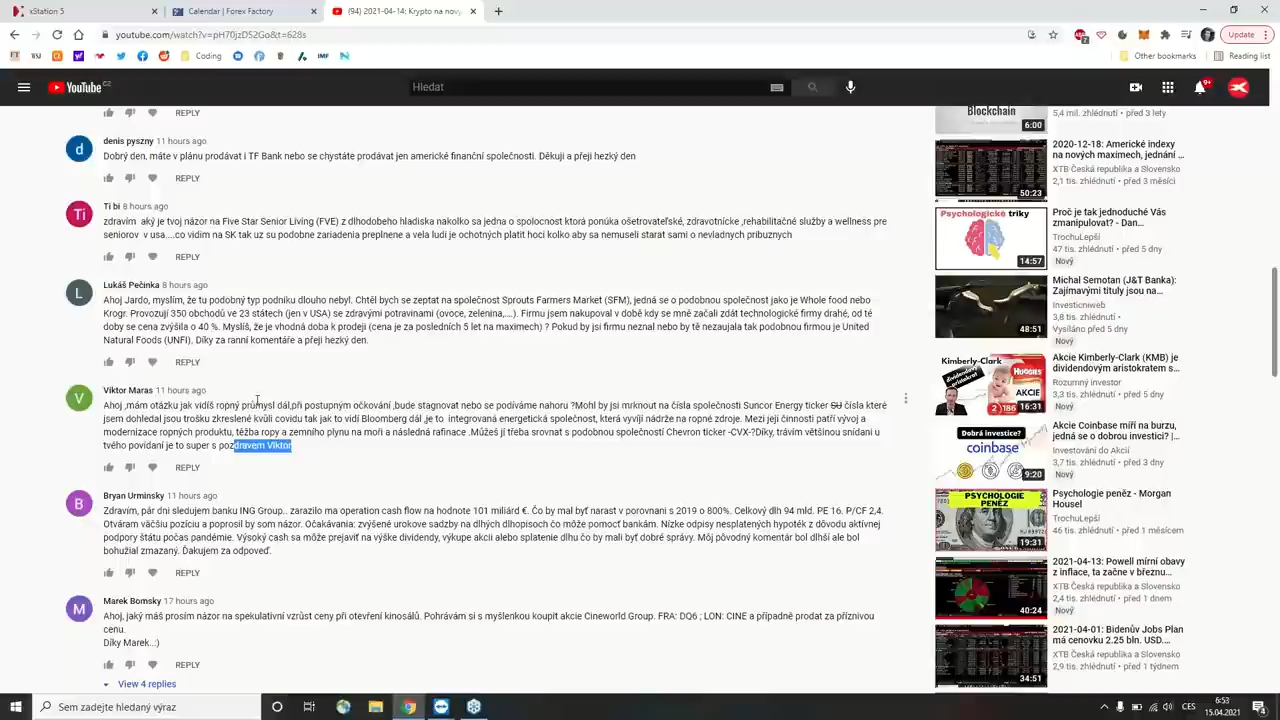 xStation 5
Calendar | Forex Factory
(94) 2021-04-14: Krypto na nov
youtube.com/watch?v=pH70jzDS2Go&t=628s
Update
Coding
IMF
Other bookmarks
Reading list
YouTube CZ
Hledat
9+
REPLY
denis pyszny 11 hours ago
Dobrý den, máte v plánu prodávat i TF Bank nebo se chystáte prodávat jen americké finanční společnosti. Děkuji a přeji hezký den
REPLY
Ti bi 8 hours ago
zdravim aký je tvoj názor na Five Star Senior Living (FVE) z dlhodobeho hladiska nakolko sa jedna o spolocnost ktorá ponúka ošetrovateľské, zdravotnícke, rehabilitačné služby a wellness pre
seniorov v usa....co vidim na SK tak uz su podobne zariadenia preplnene a vela ludi je ochotných platit hoci kolko aby sa nemuseli starat sami o nevladnych pribuznych
REPLY
Lukáš Pečinka 8 hours ago
Ahoj Jardo, myslím, že tu podobný typ podniku dlouho nebyl. Chtěl bych se zeptat na společnost Sprouts Farmers Market (SFM), jedná se o podobnou společnost jako je Whole food nebo
Krogr. Provozují 350 obchodů ve 23 státech (jen v USA) se zdravými potravinami (ovoce, zelenina,....). Firmu jsem nakupoval v době kdy se mně začali zdát technologické firmy drahé, od té
doby se cena zvýšila o 40 %. Myslíš, že je vhodná doba k prodeji (cena je za posledních 5 let na maximech) ? Pokud by jsi firmu neznal nebo by tě nezaujala tak podobnou firmou je United
Natural Foods (UNFI). Díky za ranní komentáře a přeji hezký den.
REPLY
Viktor Maras 11 hours ago
Ahoj ,mám otázku jak vidíš ropný průmysl dál,při postupným očkování ,bude stagnovat nebo se podíváme nahoru ?Mohl by jsi mrknout na čísla společnosti Suncor Energy ticker SU čísla které
jsem dohledal jsou trošku zkreslené kvůli covidu tak jak to vidí Bloomberg dál ,je to integrovaná energetická společnost, která vyvíjí nadzvře na ropné zdroje. Mezi její činnosti patří vývoj a
modernizace ropných produktu, těžba ropy a zemního plynu na moři a následná rafinace .Můžeš jí třeba srovnat s podobnou společností Chevron ticker -CVX-?Díky, trávim většinou snídani u
tvého povídaní je to super s pozdravem Viktor
REPLY
Bryan Urminsky 11 hours ago
Zdravím, pár dni sledujem banku ING Group.. zarazilo ma operation cash flow na hodnote 101 miliárd €. Čo by mal byť narast v porovnani s 2019 o 800%. Celkový dlh 94 mld. PE 16, P/CF 2,4.
Otváram väčšiu pozíciu a poprosil by som názor. Očakávania: zvýšené urokove sadzby na dlhých dlhopisoch čo môže pomocť bankám. Nízke odpisy nesplatených hypoték z dôvodu aktívnej
podpory štátu počas pandémie. Výsoký cash sa môže prejaviť na výške dividendy, výkupe akcii alebo splatenie dlhu čo by mali byť dobré správy. Môj pôvodný komentár bol dlhší ale bol
bohužial zmazaný. Ďakujem za odpoveď.
REPLY
Marek Bomsky 17 hours ago
Ahoj, jaký máš prosím názor na spekulativní vzrůst ceny při otevření kinosálů. Pohrávám si s myšlenkou koupit akcie Cineworld Group. FRA: DQ6 ; LON: CINE a případně prodat za příznivou
cenu.
Díky Marek..:)
REPLY
View 4 replies
Blockchain
6:00
5,4 mil. zhlédnutí • před 3 lety
50:23
2020-12-18: Americké indexy
na nových maximech, jednání ...
XTB Česká republika a Slovensko
2,1 tis. zhlédnutí • před 3 měsíci
Psychologické triky
14:57
Proč je tak jednoduché Vás
zmanipulovat? - Dan...
TrochuLepší
47 tis. zhlédnutí • před 5 dny
Nový
48:51
Michal Semotan (J&T Banka):
Zajímavými tituly jsou na...
Investicniweb
3,8 tis. zhlédnutí •
Vysíláno před 5 dny
Nový
Kimberly-Clark
dividendový aristokrat
HUGGIES
AKCIE
2 186
16:31
Akcie Kimberly-Clark (KMB) je
dividendovým aristokratem s...
Rozumný investor
3,3 tis. zhlédnutí • před 2 dny
Nový
Dobrá investice?
coinbase
9:20
Akcie Coinbase míří na burzu,
jedná se o dobrou investici? |...
Investování do Akcií
3,7 tis. zhlédnutí • před 3 dny
Nový
PSYCHOLOGIE
PENĚZ
19:31
Psychologie peněz - Morgan
Housel
TrochuLepší
46 tis. zhlédnutí • před 1 měsícem
40:24
2021-04-13: Powell mírní obavy
z inflace, ta začne v březnu...
XTB Česká republika a Slovensko
2,4 tis. zhlédnutí • před 1 dnem
Nový
34:51
2021-04-01: Bidenův Jobs Plan
má cenovku 2.25 bln. USD....
XTB Česká republika a Slovensko
2,9 tis. zhlédnutí • před 1 týdnem
Sem zadejte hledaný výraz
CES
6:53
15.04.2021
4